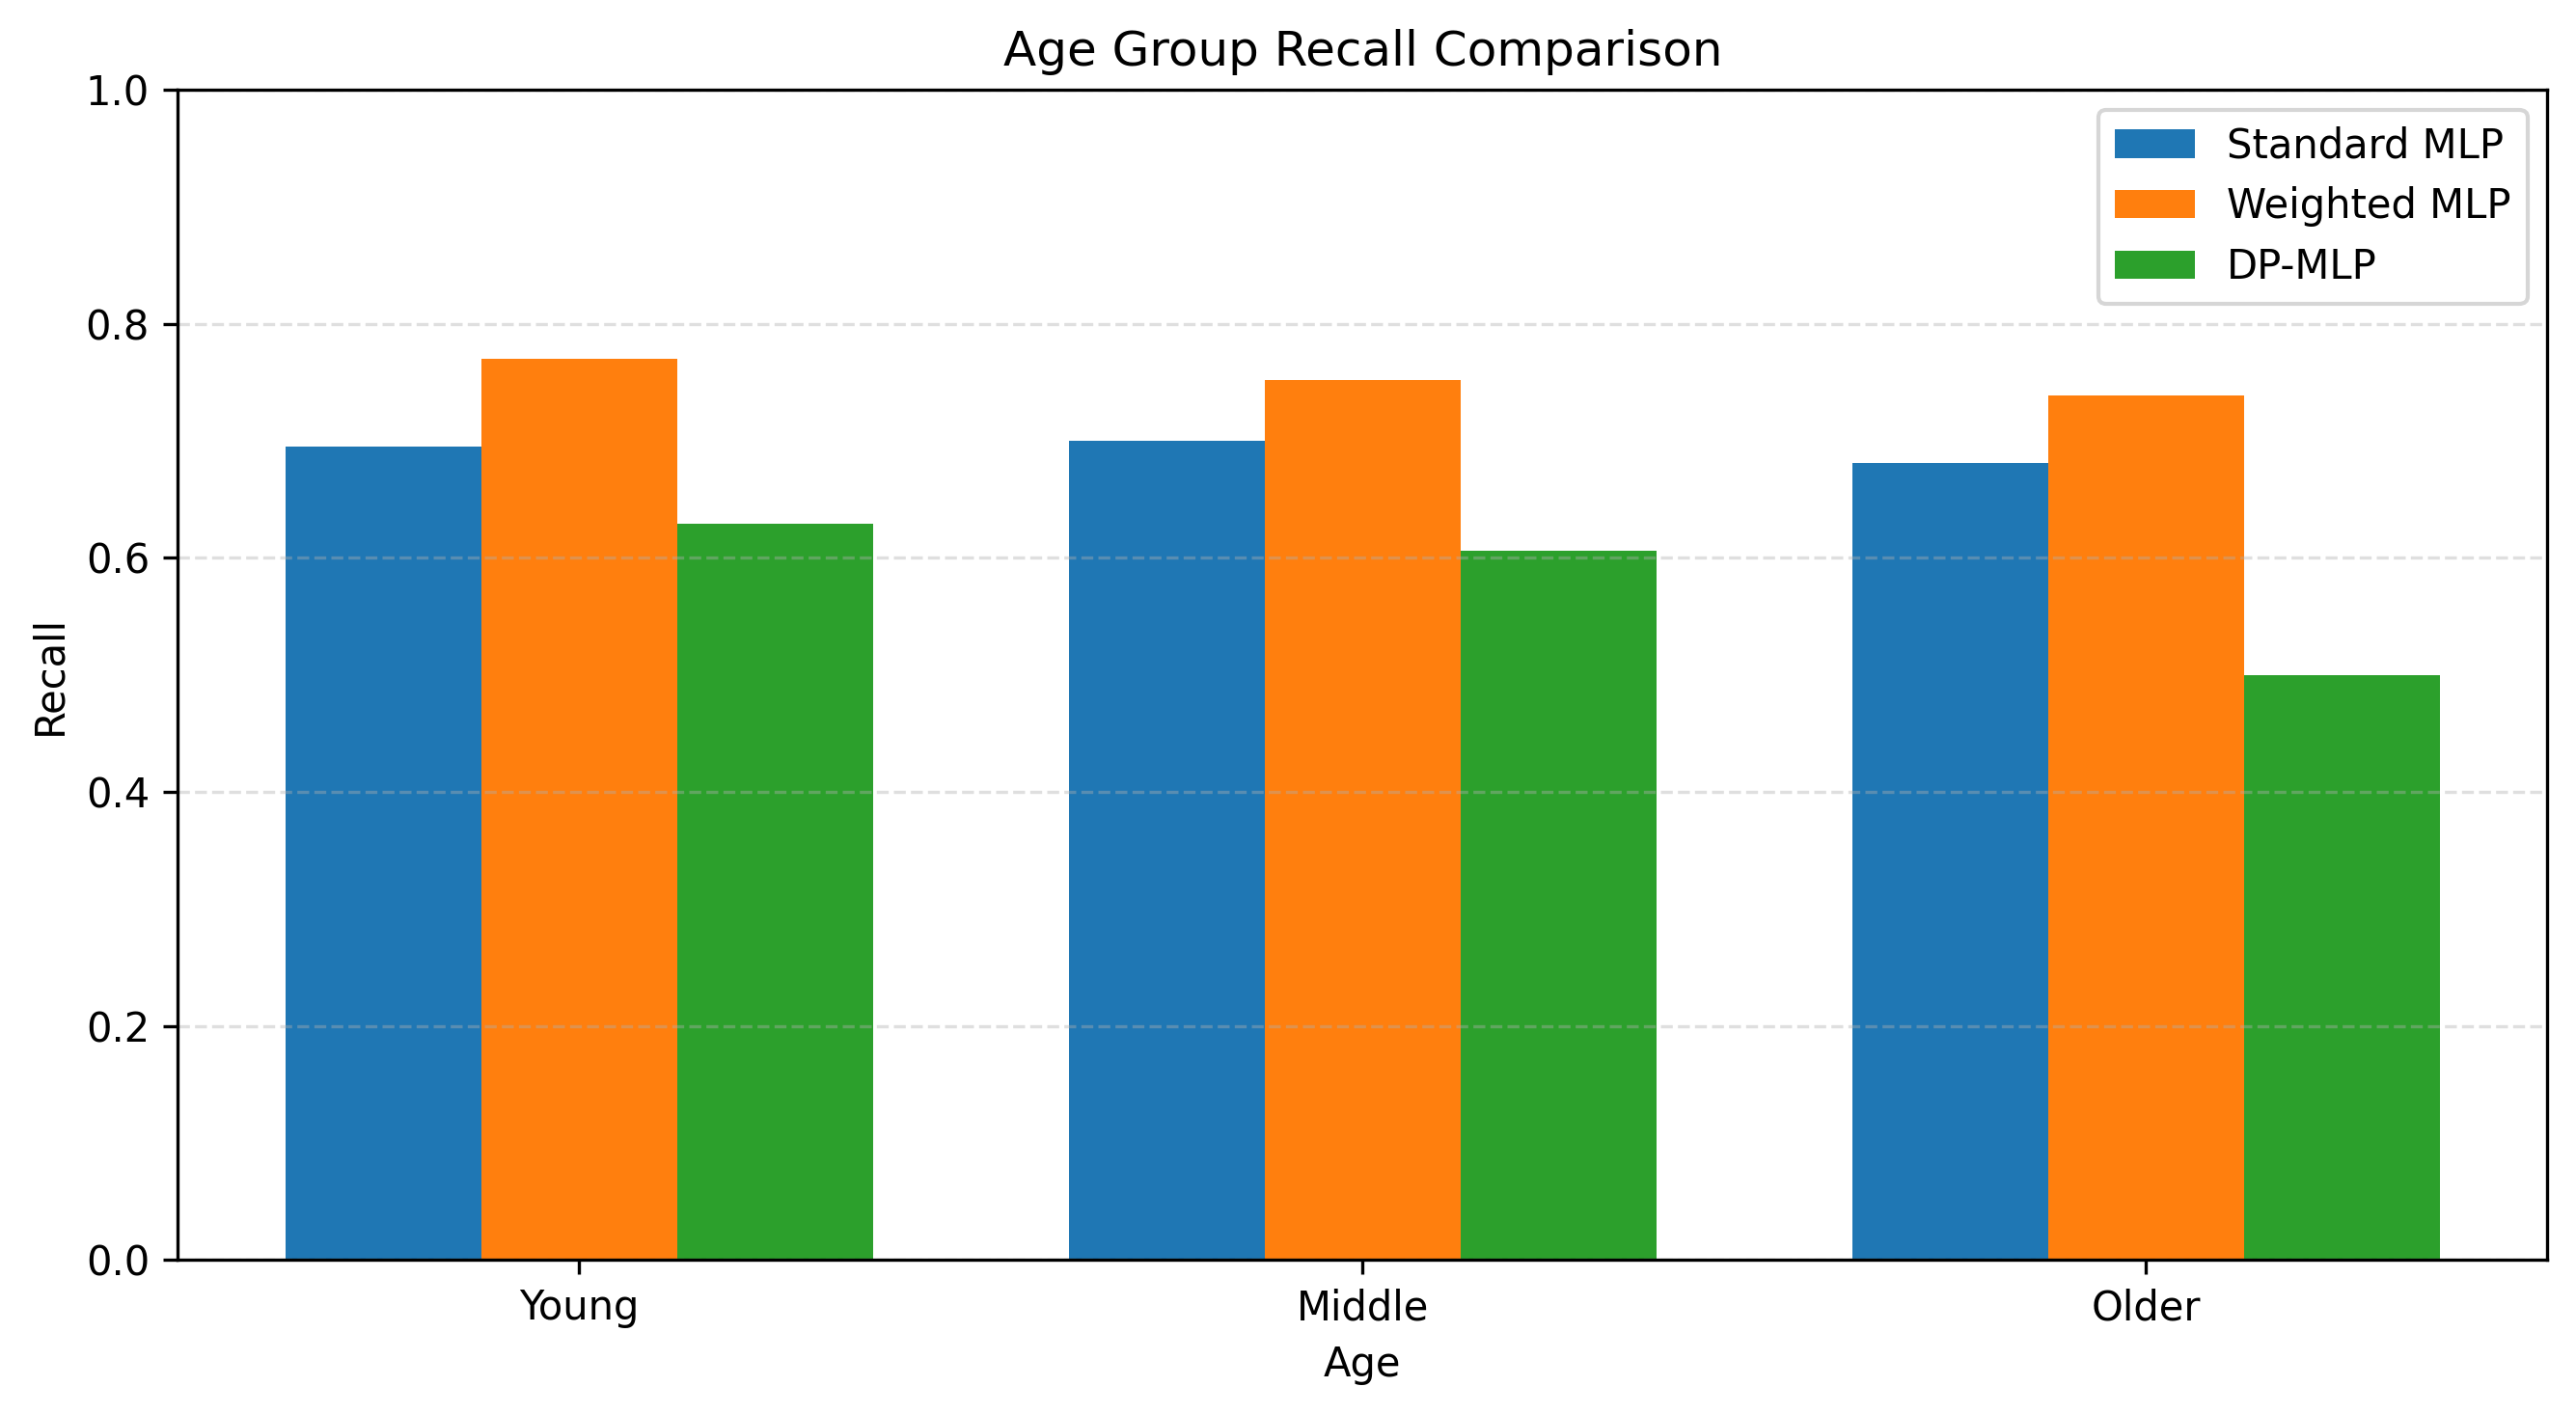 Age Group Recall Comparison
1.0
0.8
0.6
0.4
0.2
0.0
Recall
Standard MLP
Weighted MLP
DP-MLP
Young
Middle
Older
Age